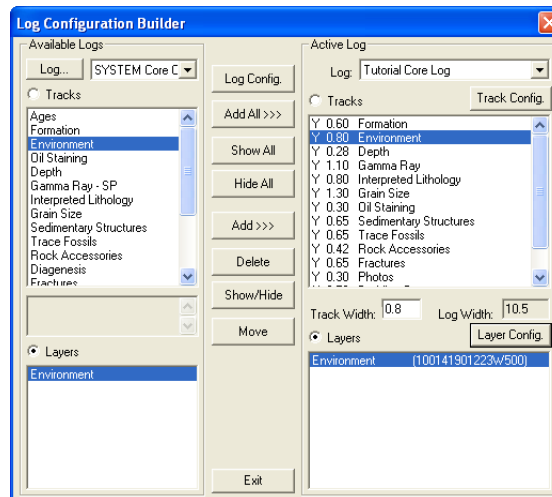 Log Configuration Builder
Available Logs
Log...
SYSTEM Core C
Tracks
Ages
Formation
Environment
Oil Staining
Depth
Gamma Ray - SP
Interpreted Lithology
Grain Size
Sedimentary Structures
Trace Fossils
Rock Accessories
Diagenesis
Fractures
Layers
Environment
Log Config.
Add All >>>
Show All
Hide All
Add >>>
Delete
Show/Hide
Move
Exit
Active Log
Log: Tutorial Core Log
Tracks
Track Config.
Y 0.60 Formation
Y 0.80 Environment
Y 0.28 Depth
Y 1.10 Gamma Ray
Y 0.80 Interpreted Lithology
Y 1.30 Grain Size
Y 0.30 Oil Staining
Y 0.65 Sedimentary Structures
Y 0.65 Trace Fossils
Y 0.42 Rock Accessories
Y 0.65 Fractures
Y 0.30 Photos
Track Width: 0.8 Log Width: 10.5
Layers
Layer Config.
Environment (100141901223W500)